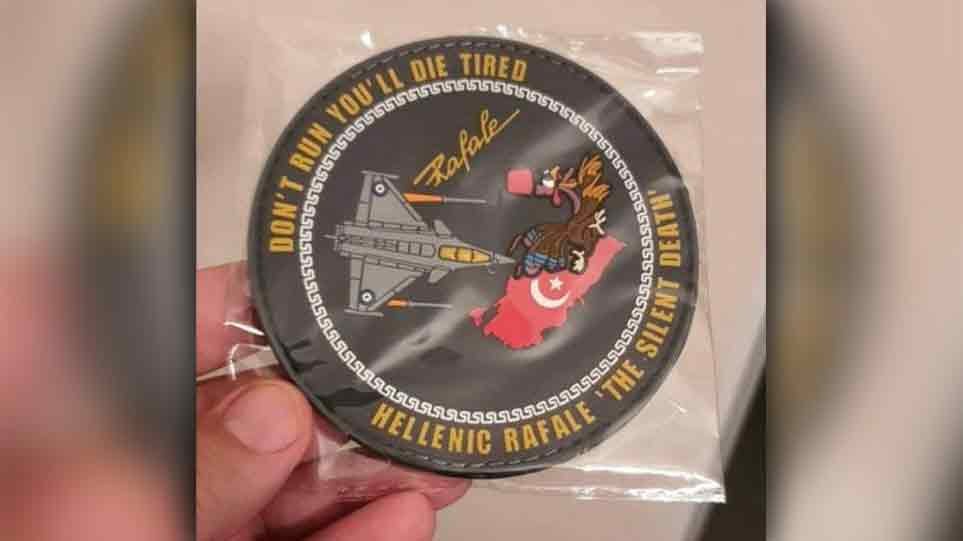 DON'T RUN YOU'LL DIE TIRED
Rafale
HELLENIC RAFALE 'THE SILENT DEATH'